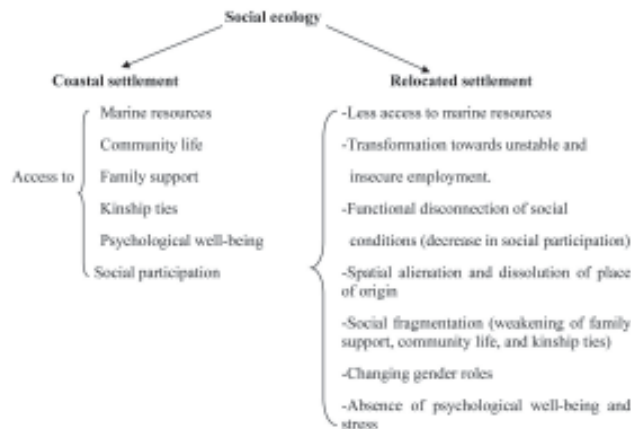 Social ecology
Coastal settlement
Relocated settlement
Access to
Marine resources
Community life
Family support
Kinship ties
Psychological well-being
Social participation
-Less access to marine resources
-Transformation towards unstable and
insecure employment.
-Functional disconnection of social
conditions (decrease in social participation)
-Spatial alienation and dissolution of place
of origin
-Social fragmentation (weakening of family
support, community life, and kinship ties)
-Changing gender roles
-Absence of psychological well-being and
stress